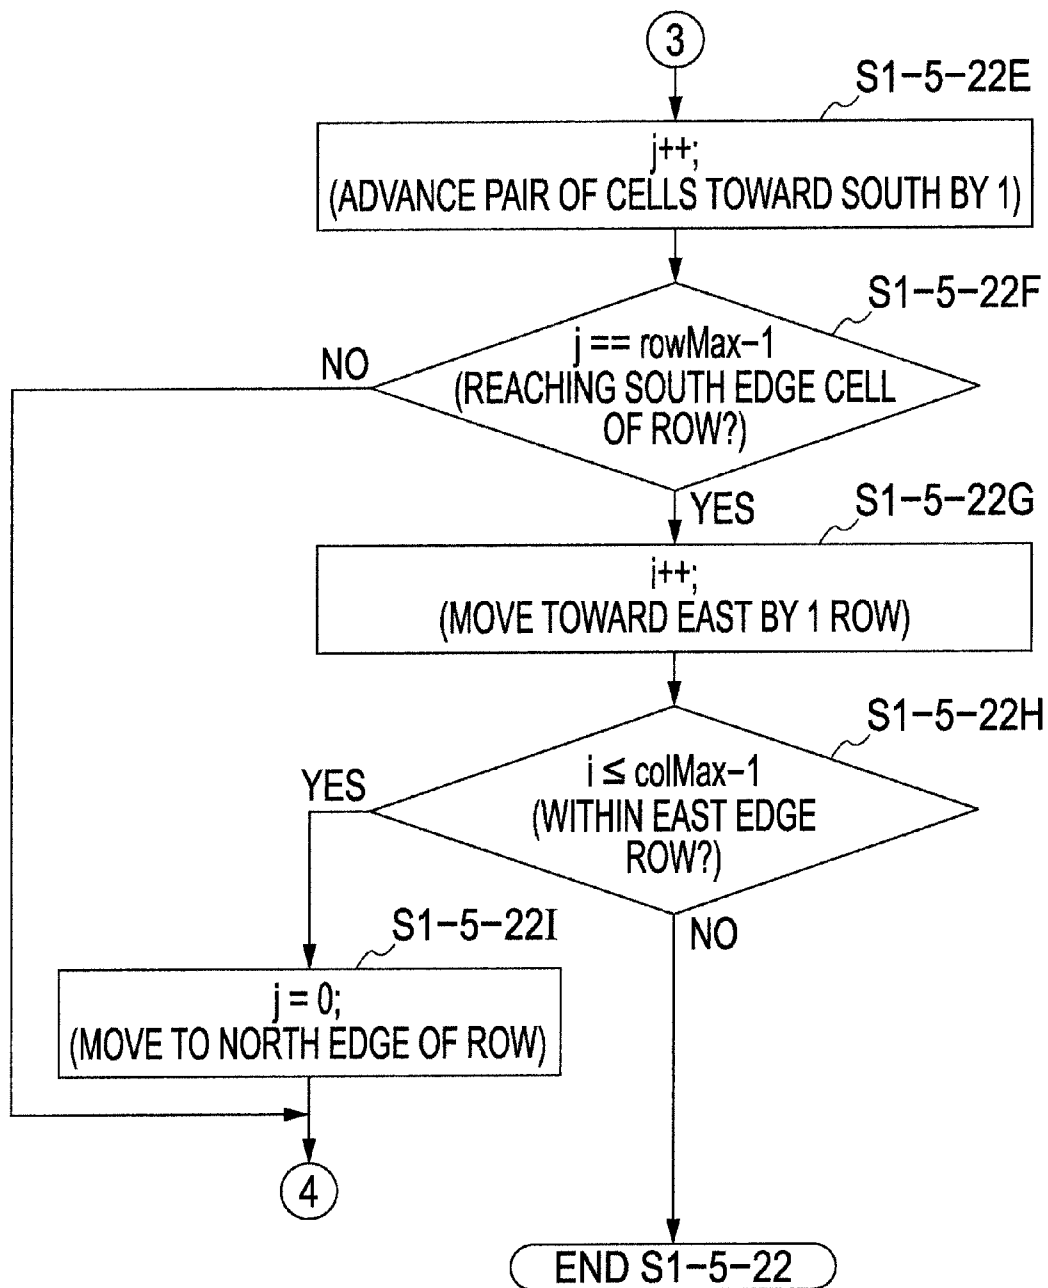 3
S1-5-22E
j++;
(ADVANCE PAIR OF CELLS TOWARD SOUTH BY 1)
S1-5-22F
j == rowMax-1
(REACHING SOUTH EDGE CELL
OF ROW?)
NO
YES
S1-5-22G
i++;
(MOVE TOWARD EAST BY 1 ROW)
S1-5-22H
i ≤ colMax-1
(WITHIN EAST EDGE
ROW?)
YES
NO
S1-5-22I
j = 0;
(MOVE TO NORTH EDGE OF ROW)
4
END S1-5-22